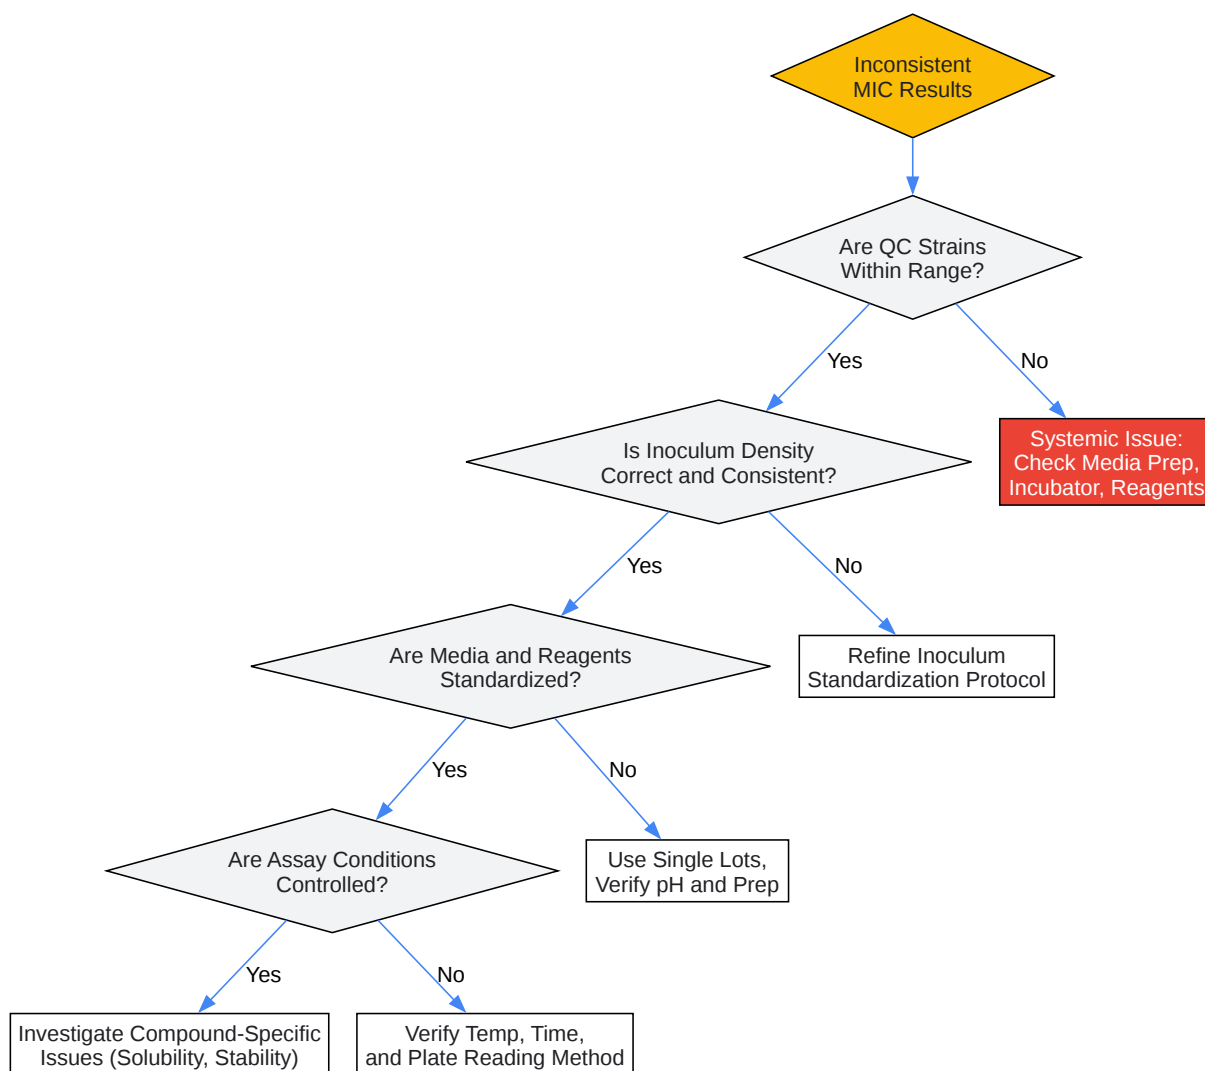 Inconsistent
MIC Results
Are QC Strains
Within Range?
Yes
No
Is Inoculum Density
Correct and Consistent?
Systemic Issue:
Check Media Prep,
Incubator, Reagents
Yes
No
Are Media and Reagents
Standardized?
Refine Inoculum
Standardization Protocol
Yes
No
Are Assay Conditions
Controlled?
Use Single Lots,
Verify pH and Prep
Yes
No
Investigate Compound-Specific
Issues (Solubility, Stability)
Verify Temp, Time,
and Plate Reading Method